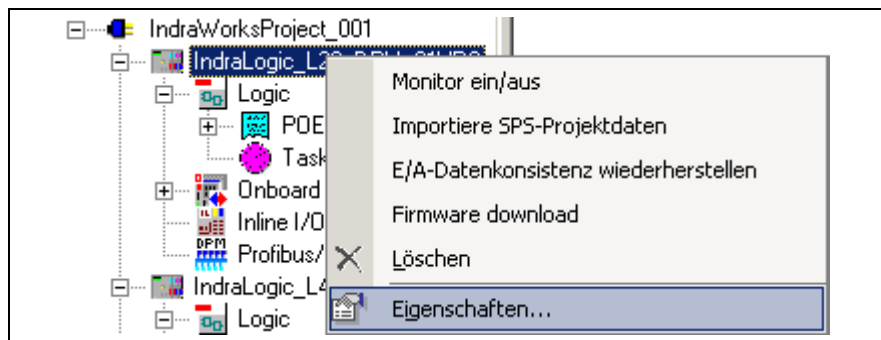 IndraWorksProject_001
IndraLogic_L20
Logic
POE
Task
Onboard
Inline I/O
DPM
Profibus/
IndraLogic_L4
Logic
Monitor ein/aus
Importiere SPS-Projektdaten
E/A-Datenkonsistenz wiederherstellen
Firmware download
Löschen
Eigenschaften...